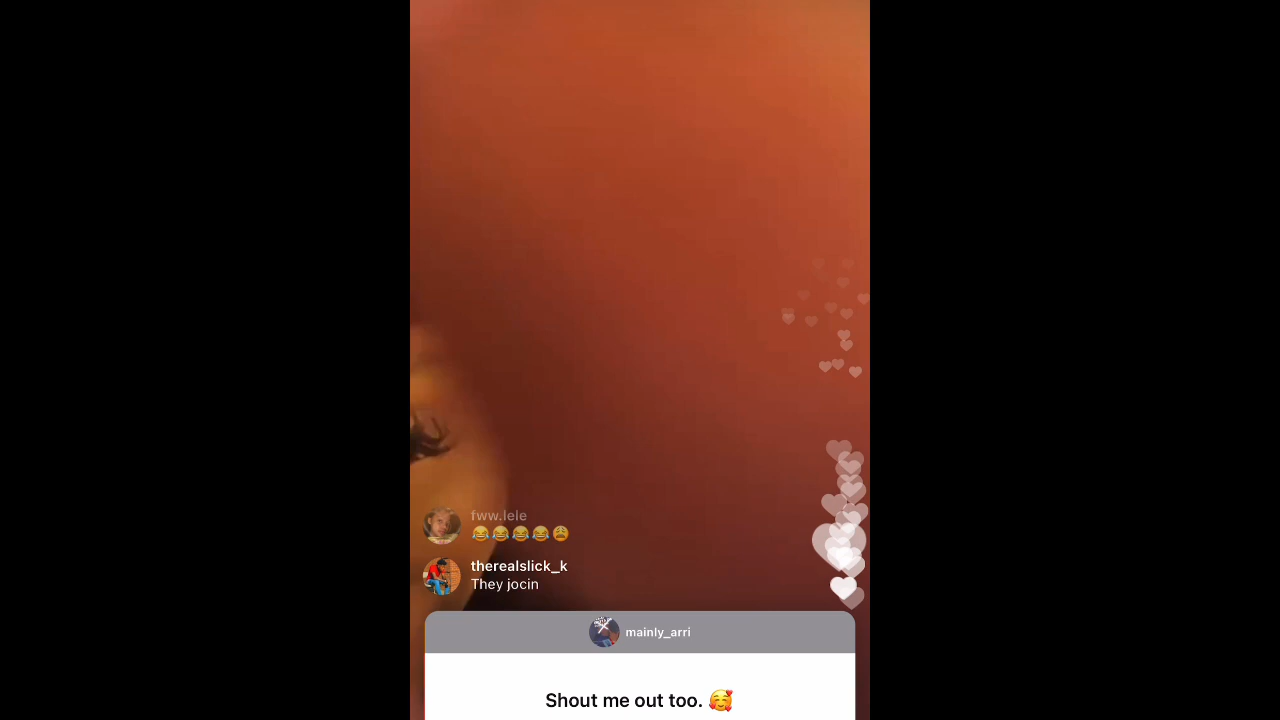 fww.lele
😂😂😂😂😩
therealslick_k
They jocin
mainly_arri
Shout me out too. 🥰